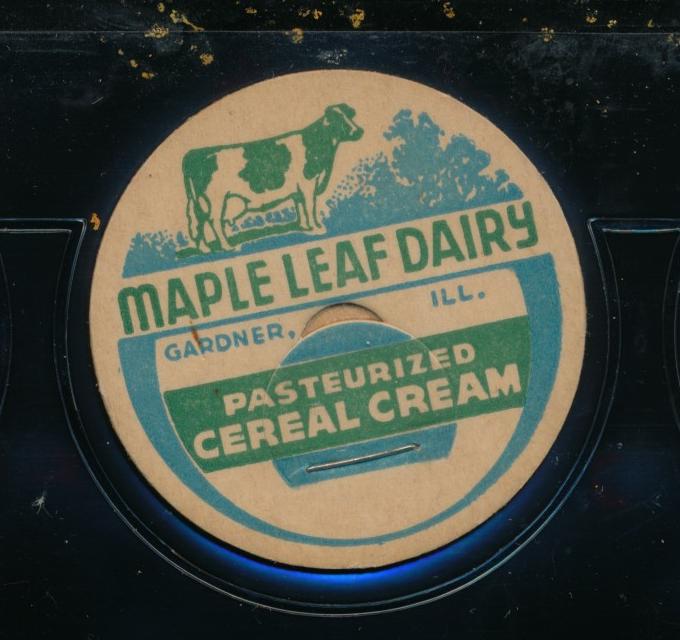 MAPLE LEAF DAIRY
GARDNER, ILL.
PASTEURIZED
CEREAL CREAM